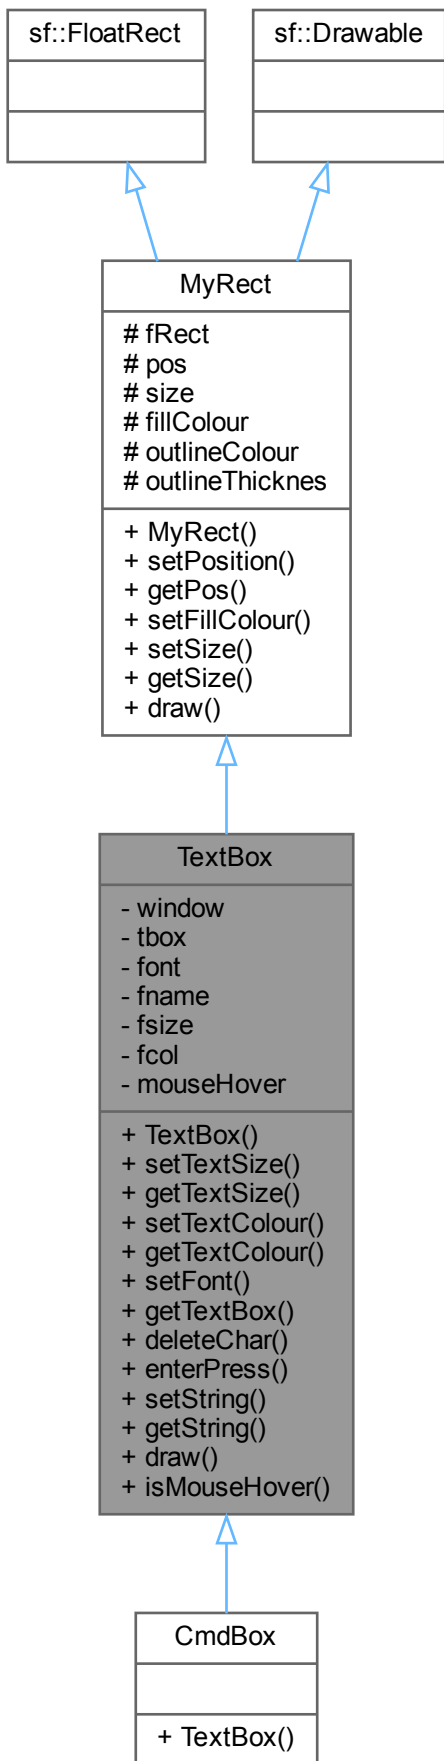 sf::FloatRect
sf::Drawable
MyRect
# fRect
# pos
# size
# fillColour
# outlineColour
# outlineThicknes
+ MyRect()
+ setPosition()
+ getPos()
+ setFillColour()
+ setSize()
+ getSize()
+ draw()
TextBox
- window
- tbox
- font
- fname
- fsize
- fcol
- mouseHover
+ TextBox()
+ setTextSize()
+ getTextSize()
+ setTextColour()
+ getTextColour()
+ setFont()
+ getTextBox()
+ deleteChar()
+ enterPress()
+ setString()
+ getString()
+ draw()
+ isMouseHover()
CmdBox
+ TextBox()